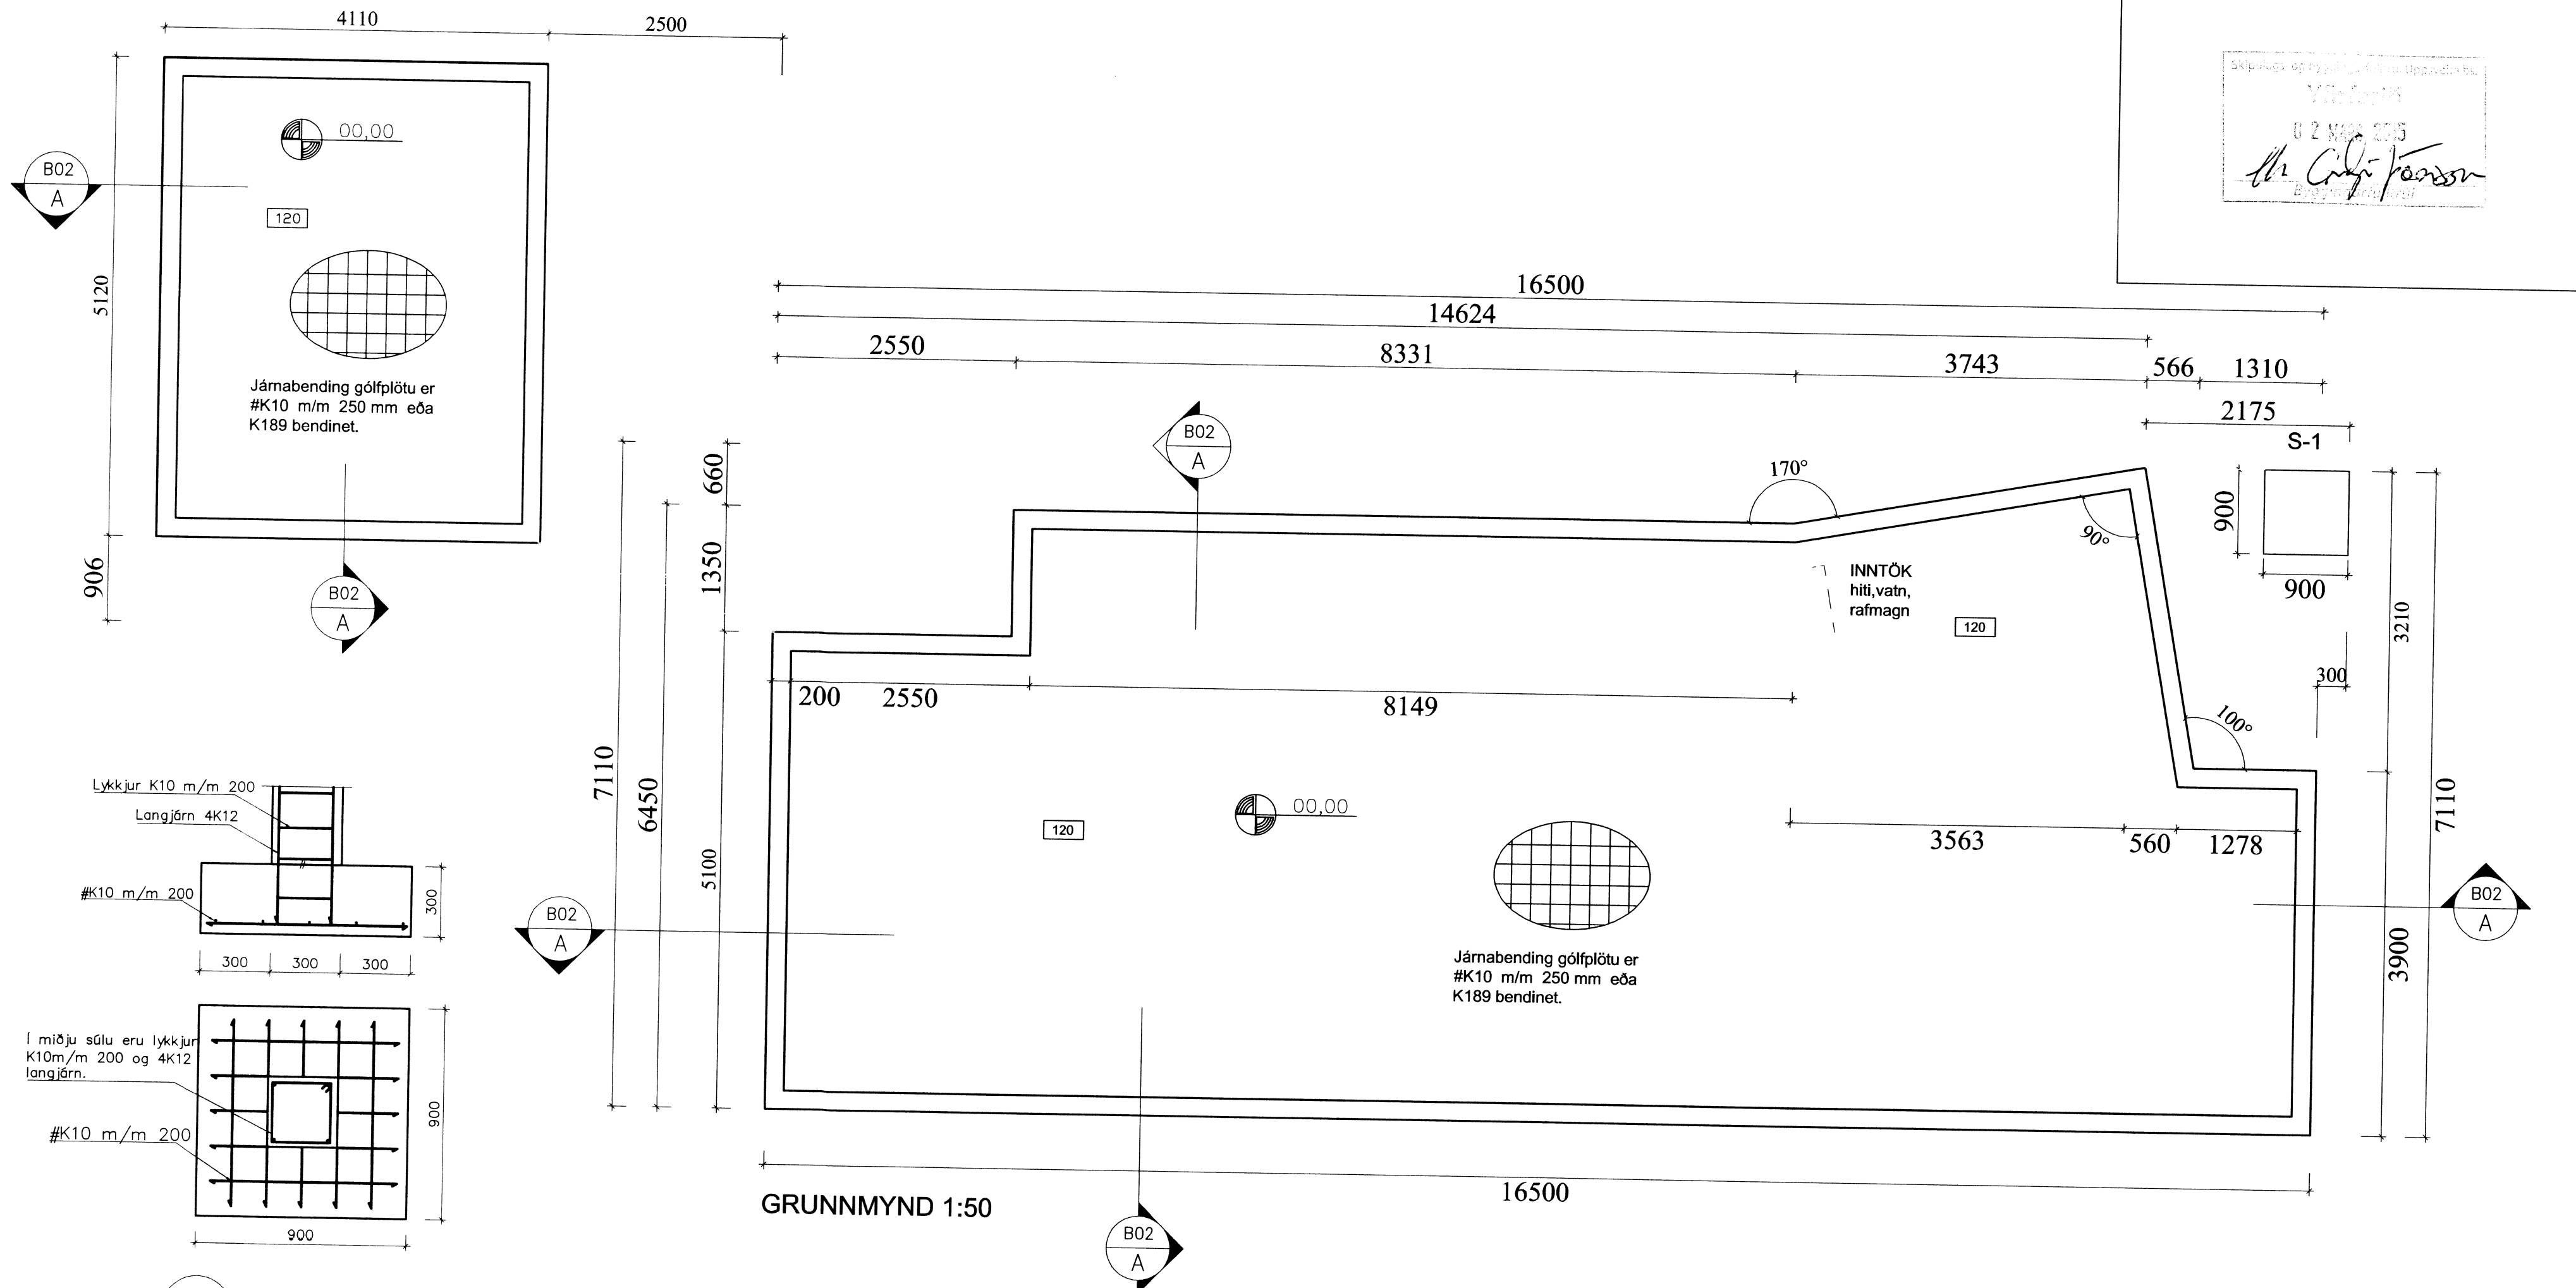 4110
2500
00,00
B02
A
120
5120
Járnabending gólfplötu er
#K10 m/m 250 mm eða
K189 bendinet.
906
B02
A
16500
14624
2550
8331
3743
566
1310
2175
S-1
900
900
B02
A
170°
90°
660
1350
7110
6450
5100
INNTÖK
hiti,vatn,
rafmagn
120
3210
300
100°
200
2550
8149
7110
120
00,00
3563
560
1278
3900
B02
A
B02
A
Járnabending gólfplötu er
#K10 m/m 250 mm eða
K189 bendinet.
16500
GRUNNMYND 1:50
B02
A
Lykkjur K10 m/m 200
Langjárn 4K12
#K10 m/m 200
300
300
300
300
Í miðju súlu eru lykkjur
K10m/m 200 og 4K12
langjárn.
#K10 m/m 200
900
900
02